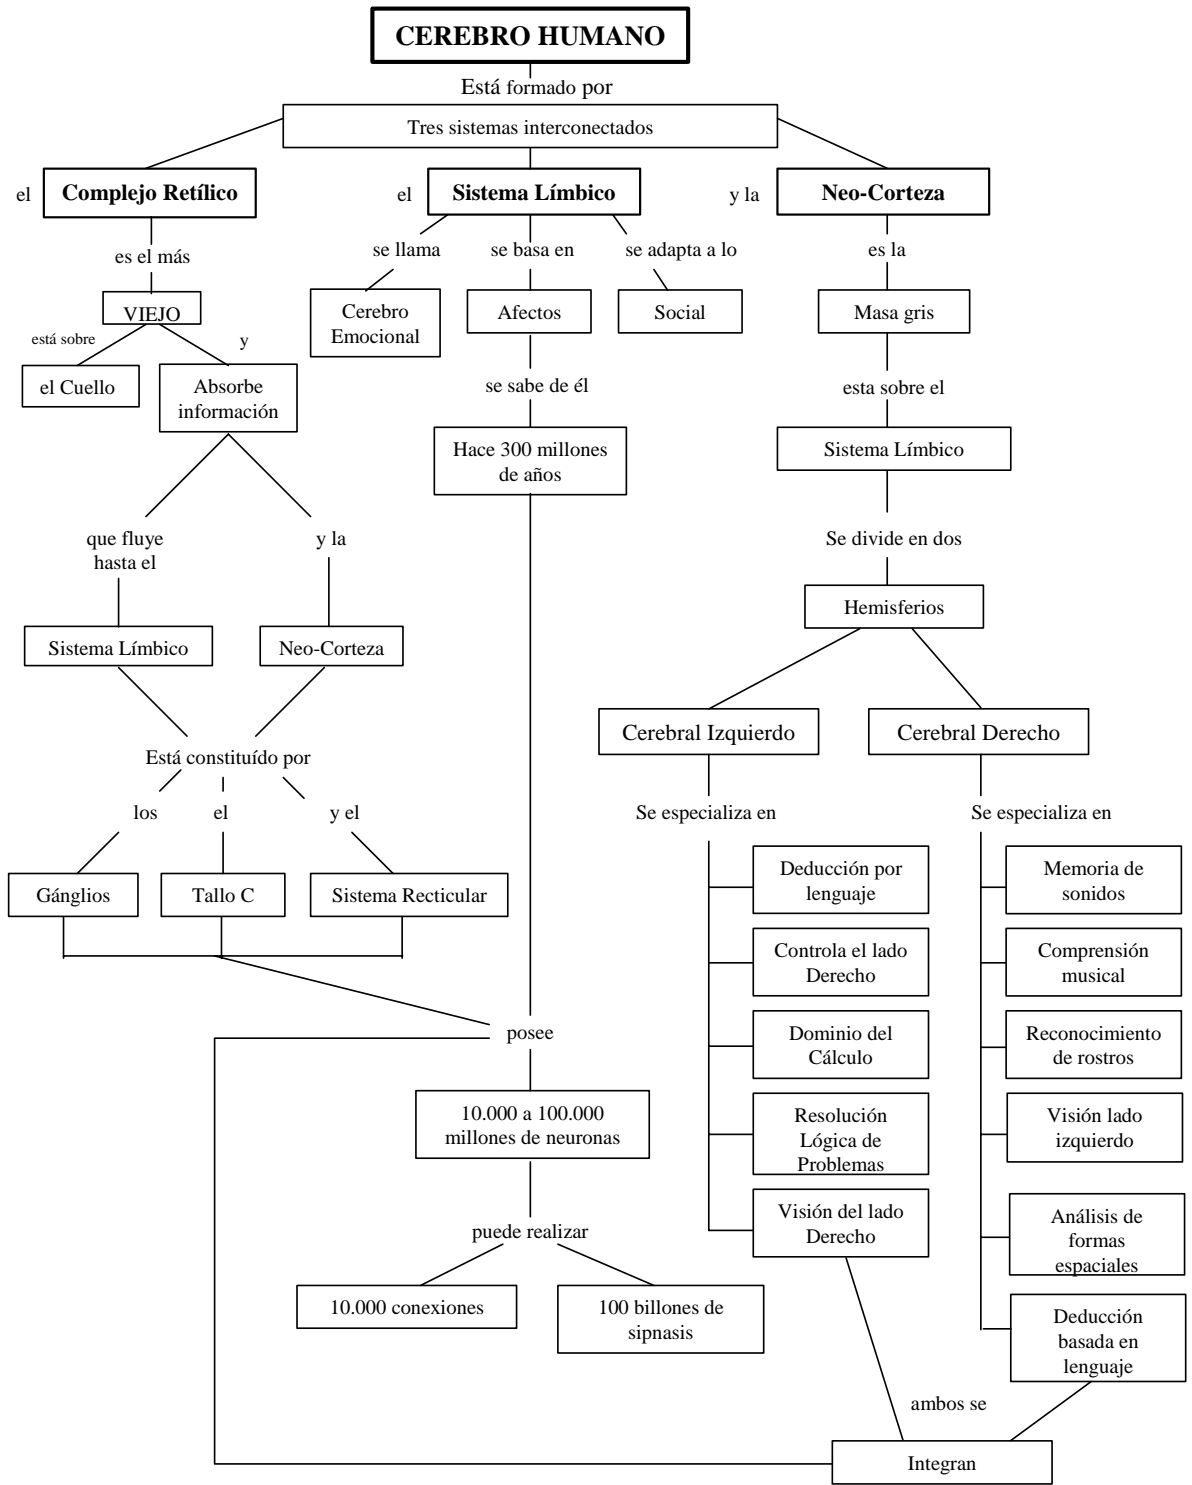 CEREBRO HUMANO
Está formado por
Tres sistemas interconectados
el
Complejo Retílico
el
Sistema Límbico
y la
Neo-Corteza
es el más
se llama
se basa en
se adapta a lo
es la
VIEJO
Cerebro
Emocional
Afectos
Social
Masa gris
está sobre
y
el Cuello
Absorbe
información
se sabe de él
esta sobre el
Hace 300 millones
de años
Sistema Límbico
que fluye
hasta el
y la
Se divide en dos
Hemisferios
Sistema Límbico
Neo-Corteza
Cerebral Izquierdo
Cerebral Derecho
Está constituído por
los
el
y el
Se especializa en
Se especializa en
Gánglios
Tallo C
Sistema Recticular
Deducción por
lenguaje
Controla el lado
Derecho
Dominio del
Cálculo
Resolución
Lógica de
Problemas
Visión del lado
Derecho
Memoria de
sonidos
Comprensión
musical
Reconocimiento
de rostros
Visión lado
izquierdo
Análisis de
formas
espaciales
Deducción
basada en
lenguaje
posee
10.000 a 100.000
millones de neuronas
puede realizar
10.000 conexiones
100 billones de
sipnasis
ambos se
Integran